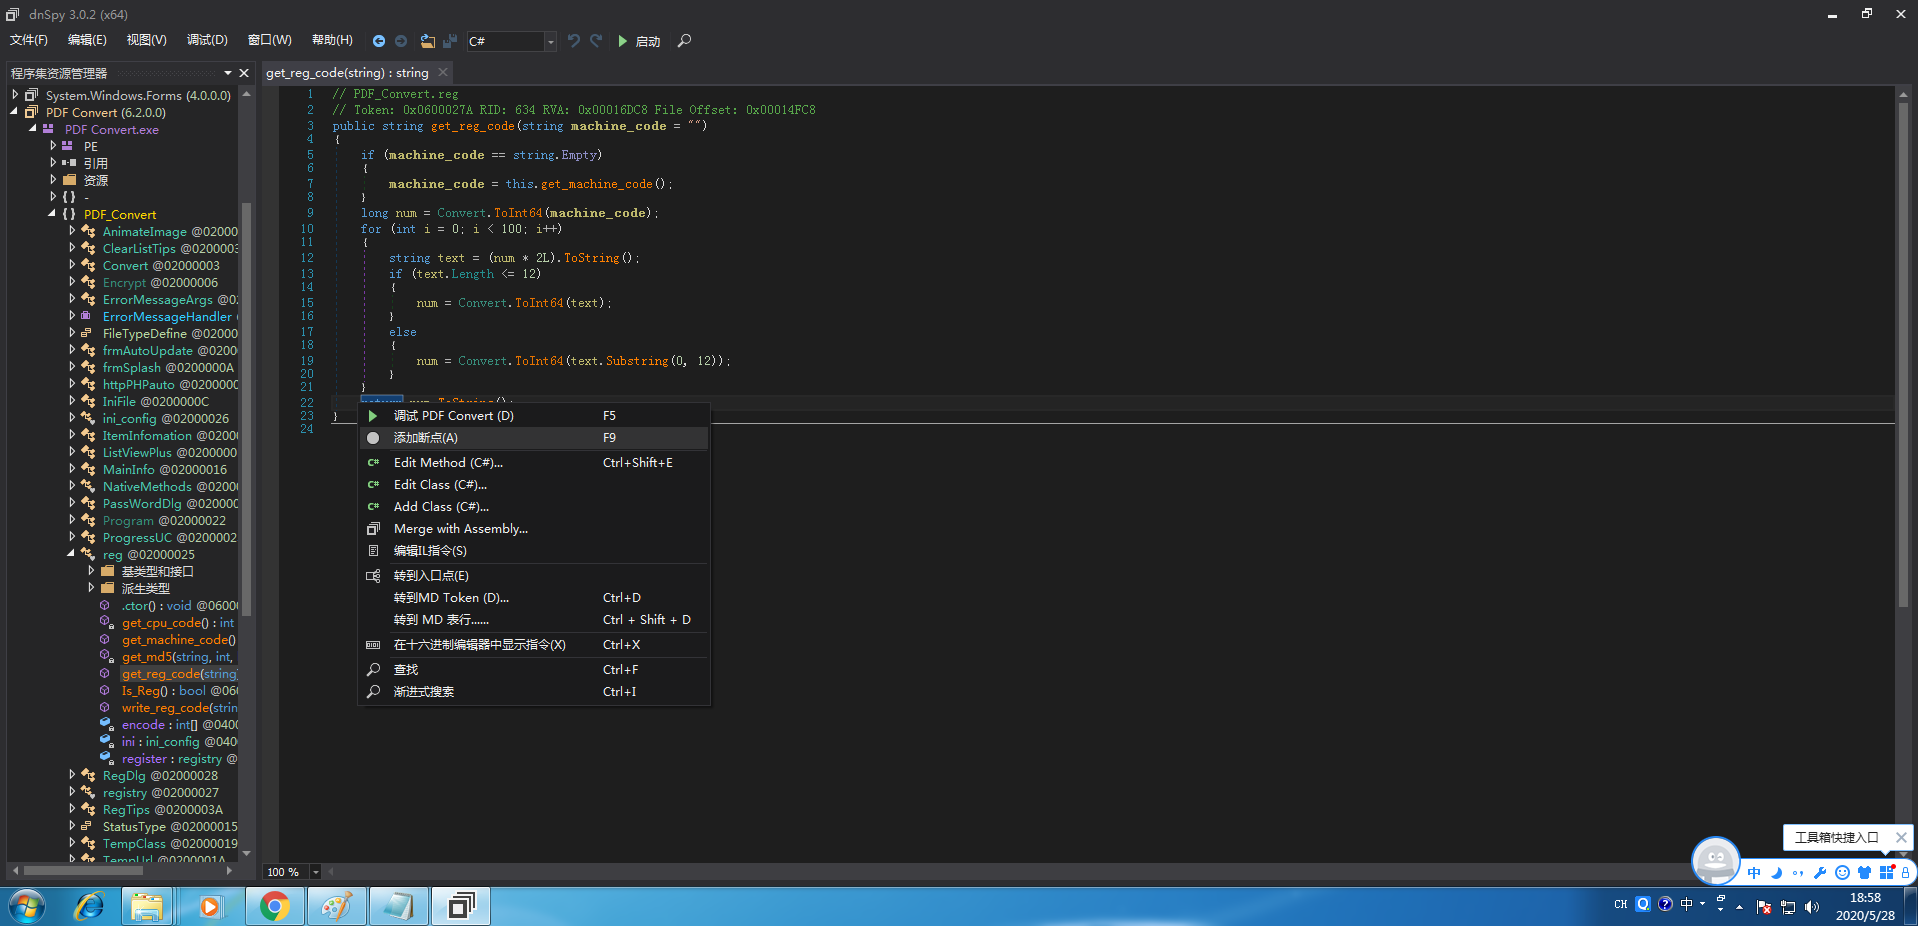 dnSpy 3.0.2 (x64)
文件(F) 编辑(E) 视图(V) 调试(D) 窗口(W) 帮助(H) C# 启动
程序集资源管理器
get_reg_code(string) : string
System.Windows.Forms (4.0.0.0)
PDF Convert (6.2.0.0)
PDF Convert.exe
PE
引用
资源
{} -
{} PDF_Convert
AnimateImage @02000
ClearListTips @0200003
Convert @02000003
Encrypt @02000006
ErrorMessageArgs @02
ErrorMessageHandler
FileTypeDefine @02000
frmAutoUpdate @0200
frmSplash @0200000A
httpPHPauto @0200000
IniFile @0200000C
ini_config @02000026
ItemInfomation @02000
ListViewPlus @0200000
MainInfo @02000016
NativeMethods @02000
PassWordDlg @02000
Program @02000022
ProgressUC @0200002
reg @02000025
基类型和接口
派生类型
.ctor() : void @0600
get_cpu_code() : int
get_machine_code()
get_md5(string, int,
get_reg_code(string)
Is_Reg() : bool @060
write_reg_code(strin
encode : int[] @0400
ini : ini_config @040
register : registry @
RegDlg @02000028
registry @02000027
RegTips @0200003A
StatusType @02000015
TempClass @02000019
TempUrl @0200001A
1 // PDF_Convert.reg
2 // Token: 0x0600027A RID: 634 RVA: 0x00016DC8 File Offset: 0x00014FC8
3 public string get_reg_code(string machine_code = "")
4 {
5 if (machine_code == string.Empty)
6 {
7 machine_code = this.get_machine_code();
8 }
9 long num = Convert.ToInt64(machine_code);
10 for (int i = 0; i < 100; i++)
11 {
12 string text = (num * 2L).ToString();
13 if (text.Length <= 12)
14 {
15 num = Convert.ToInt64(text);
16 }
17 else
18 {
19 num = Convert.ToInt64(text.Substring(0, 12));
20 }
21 }
22 return num.ToString();
23 }
24
调试 PDF Convert (D) F5
添加断点(A) F9
Edit Method (C#)... Ctrl+Shift+E
Edit Class (C#)...
Add Class (C#)...
Merge with Assembly...
编辑IL指令(S)
转到入口点(E)
转到MD Token (D)... Ctrl+D
转到 MD 表行...... Ctrl + Shift + D
在十六进制编辑器中显示指令(X) Ctrl+X
查找 Ctrl+F
渐进式搜索 Ctrl+I
100 %
工具箱快捷入口
中
CH 中
18:58
2020/5/28